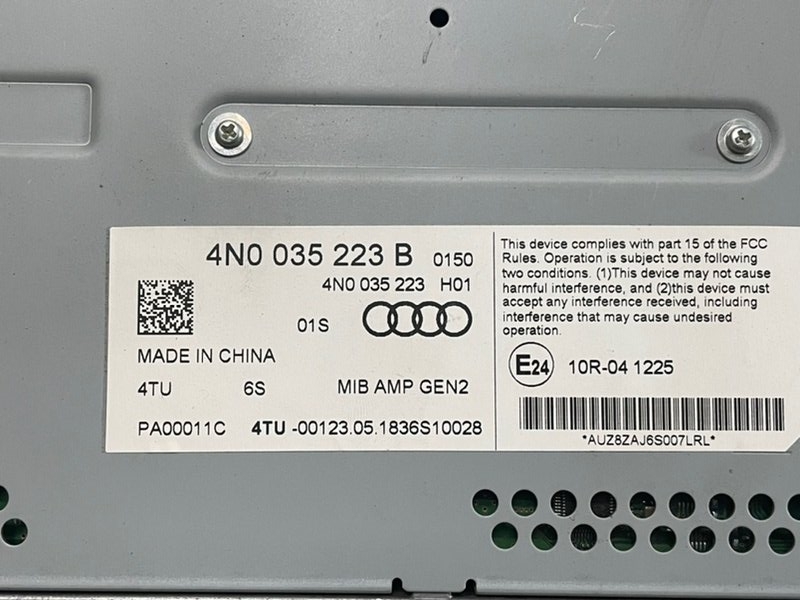 4N0 035 223 B 0150
4N0 035 223 H01
01S
MADE IN CHINA
4TU 6S MIB AMP GEN2
PA00011C 4TU -00123.05.1836S10028
This device complies with part 15 of the FCC
Rules. Operation is subject to the following
two conditions. (1)This device may not cause
harmful interference, and (2)this device must
accept any interference received, including
interference that may cause undesired
operation.
E24 10R-04 1225
*AUZ8ZAJ6S007LRL*